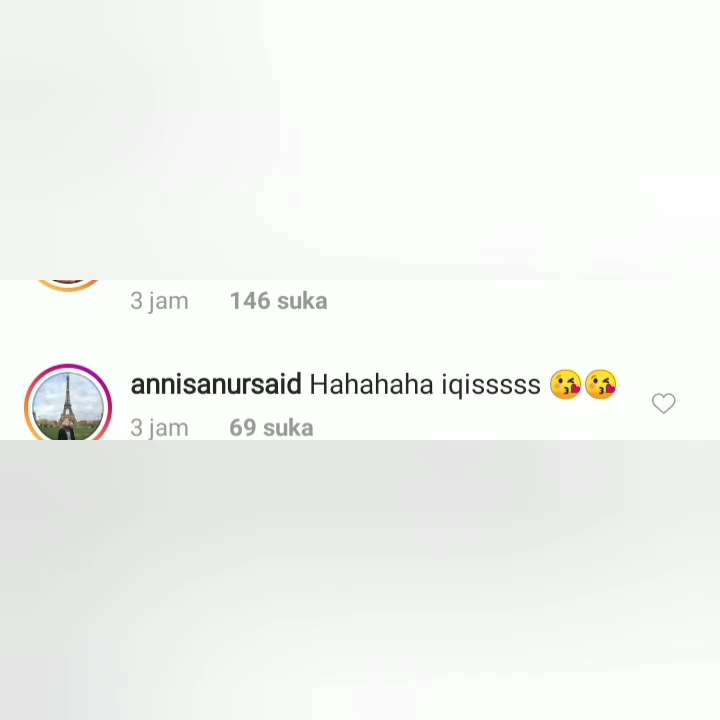 3 jam 146 suka
annisanursaid Hahahaha iqisssss 😘😘
3 jam 69 suka